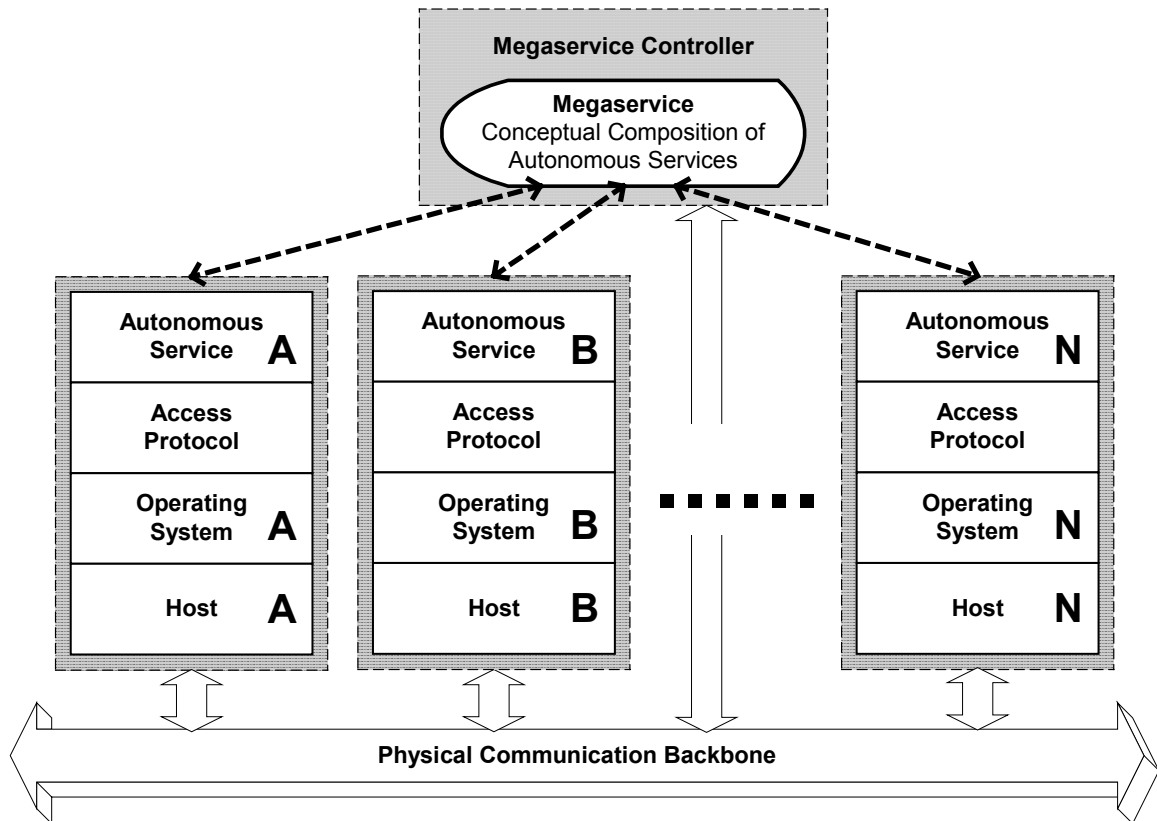 Megaservice Controller
Megaservice
Conceptual Composition of
Autonomous Services
Autonomous
Service A
Access
Protocol
Operating
System A
Host A
Autonomous
Service B
Access
Protocol
Operating
System B
Host B
Autonomous
Service N
Access
Protocol
Operating
System N
Host N
Physical Communication Backbone